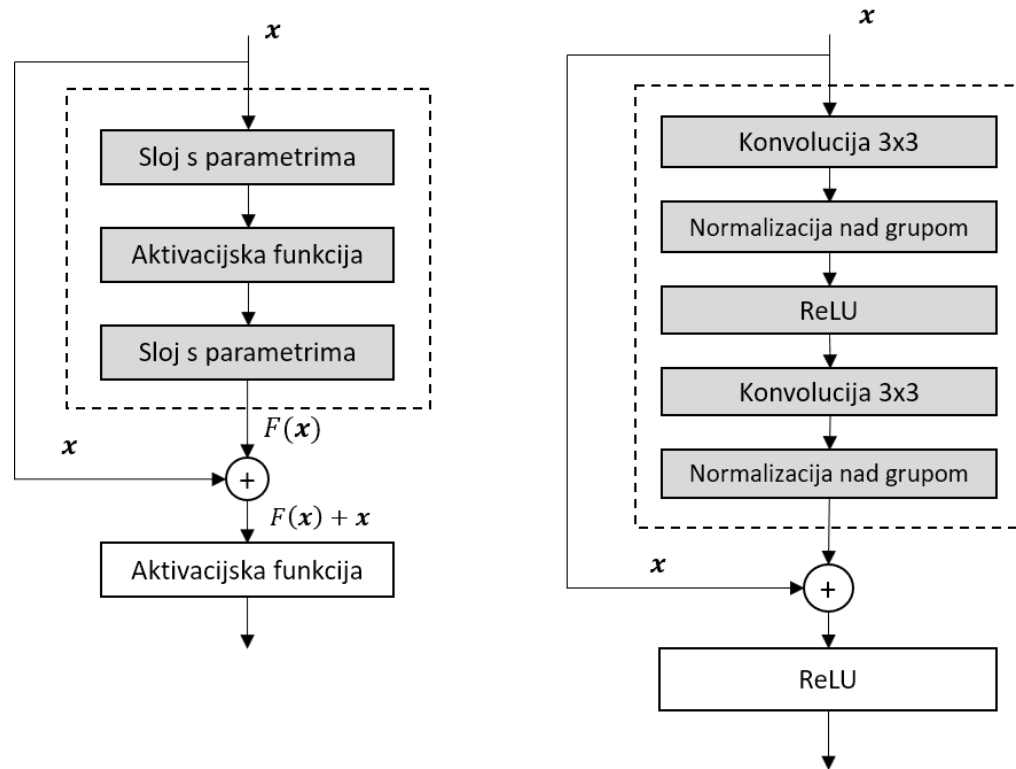 x
Sloj s parametrima
Aktivacijska funkcija
Sloj s parametrima
F(x)
x
+
F(x) + x
Aktivacijska funkcija
x
Konvolucija 3x3
Normalizacija nad grupom
ReLU
Konvolucija 3x3
Normalizacija nad grupom
x
+
ReLU